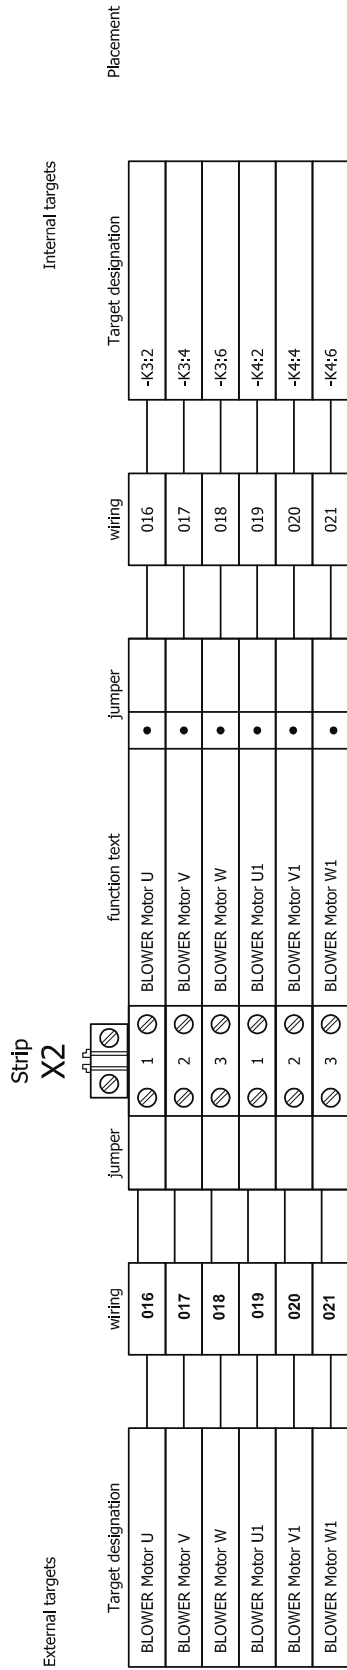 Strip
X2
External targets
Internal targets
Target designation wiring jumper function text jumper wiring Target designation Placement
BLOWER Motor U 016 1 BLOWER Motor U 016 -K3:2
BLOWER Motor V 017 2 BLOWER Motor V 017 -K3:4
BLOWER Motor W 018 3 BLOWER Motor W 018 -K3:6
BLOWER Motor U1 019 1 BLOWER Motor U1 019 -K4:2
BLOWER Motor V1 020 2 BLOWER Motor V1 020 -K4:4
BLOWER Motor W1 021 3 BLOWER Motor W1 021 -K4:6